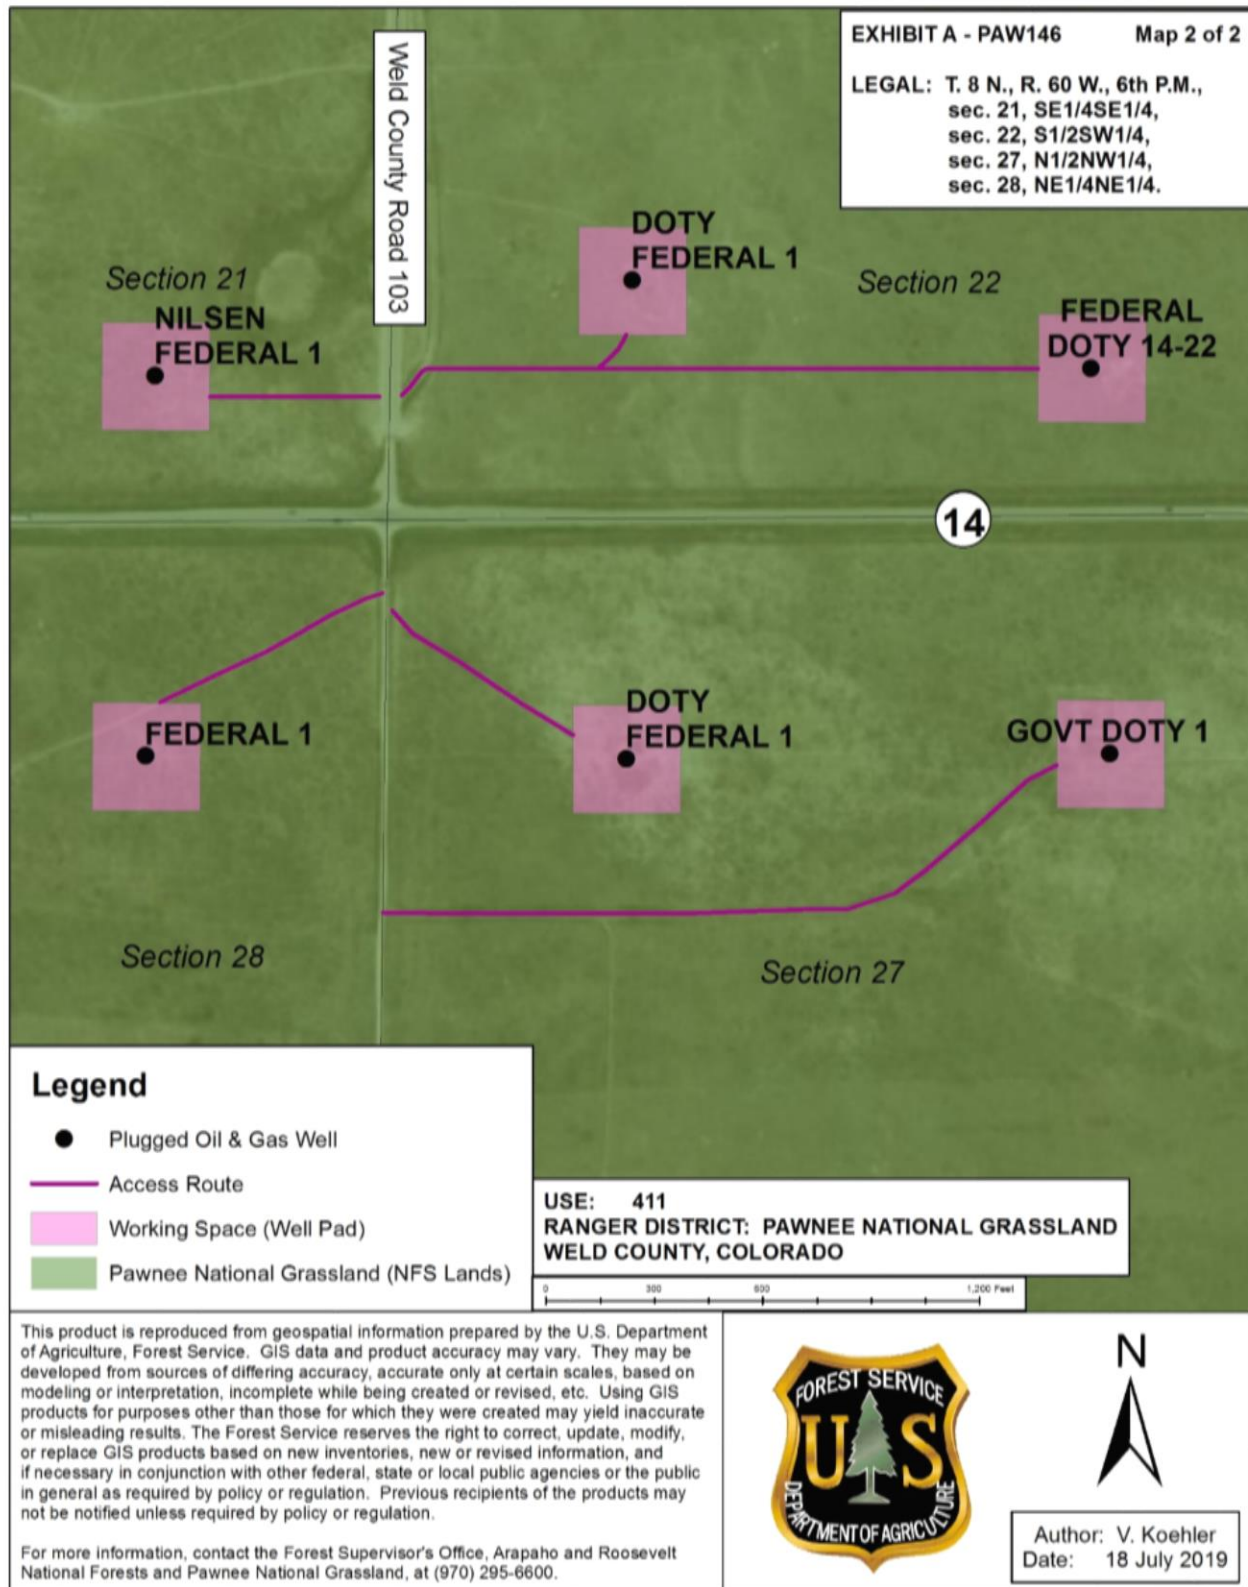 EXHIBIT A - PAW146 Map 2 of 2
LEGAL: T. 8 N., R. 60 W., 6th P.M.,
sec. 21, SE1/4SE1/4,
sec. 22, S1/2SW1/4,
sec. 27, N1/2NW1/4,
sec. 28, NE1/4NE1/4.
Weld County Road 103
Section 21
NILSEN
FEDERAL 1
DOTY
FEDERAL 1
Section 22
FEDERAL
DOTY 14-22
14
FEDERAL 1
DOTY
FEDERAL 1
GOVT DOTY 1
Section 28
Section 27
Legend
Plugged Oil & Gas Well
Access Route
Working Space (Well Pad)
Pawnee National Grassland (NFS Lands)
USE: 411
RANGER DISTRICT: PAWNEE NATIONAL GRASSLAND
WELD COUNTY, COLORADO
0 300 600 1,200 Feet
This product is reproduced from geospatial information prepared by the U.S. Department
of Agriculture, Forest Service. GIS data and product accuracy may vary. They may be
developed from sources of differing accuracy, accurate only at certain scales, based on
modeling or interpretation, incomplete while being created or revised, etc. Using GIS
products for purposes other than those for which they were created may yield inaccurate
or misleading results. The Forest Service reserves the right to correct, update, modify,
or replace GIS products based on new inventories, new or revised information, and
if necessary in conjunction with other federal, state or local public agencies or the public
in general as required by policy or regulation. Previous recipients of the products may
not be notified unless required by policy or regulation.
For more information, contact the Forest Supervisor's Office, Arapaho and Roosevelt
National Forests and Pawnee National Grassland, at (970) 295-6600.
FOREST SERVICE
U S
DEPARTMENT OF AGRICULTURE
N
Author: V. Koehler
Date: 18 July 2019